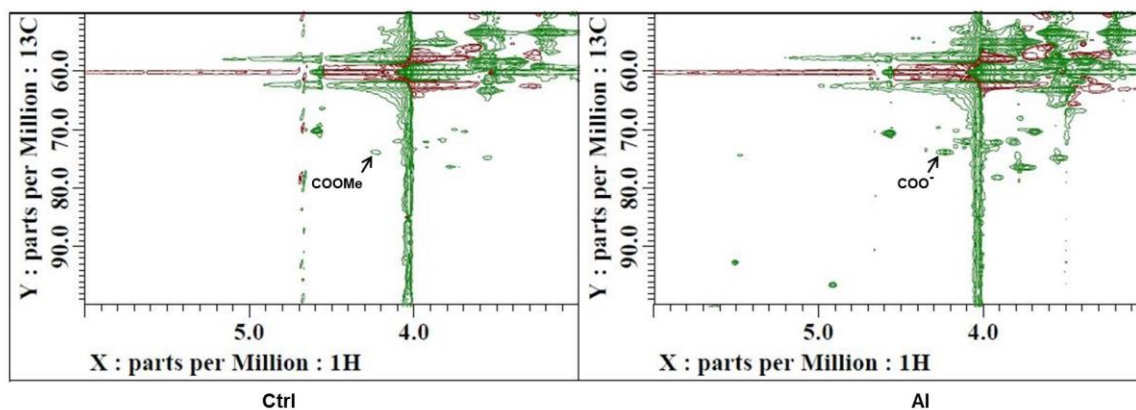 Y : parts per Million : 13C
60.0
70.0
80.0
90.0
COOMe
5.0
4.0
X : parts per Million : 1H
Ctrl
Y : parts per Million : 13C
60.0
70.0
80.0
90.0
COO⁻
5.0
4.0
X : parts per Million : 1H
Al